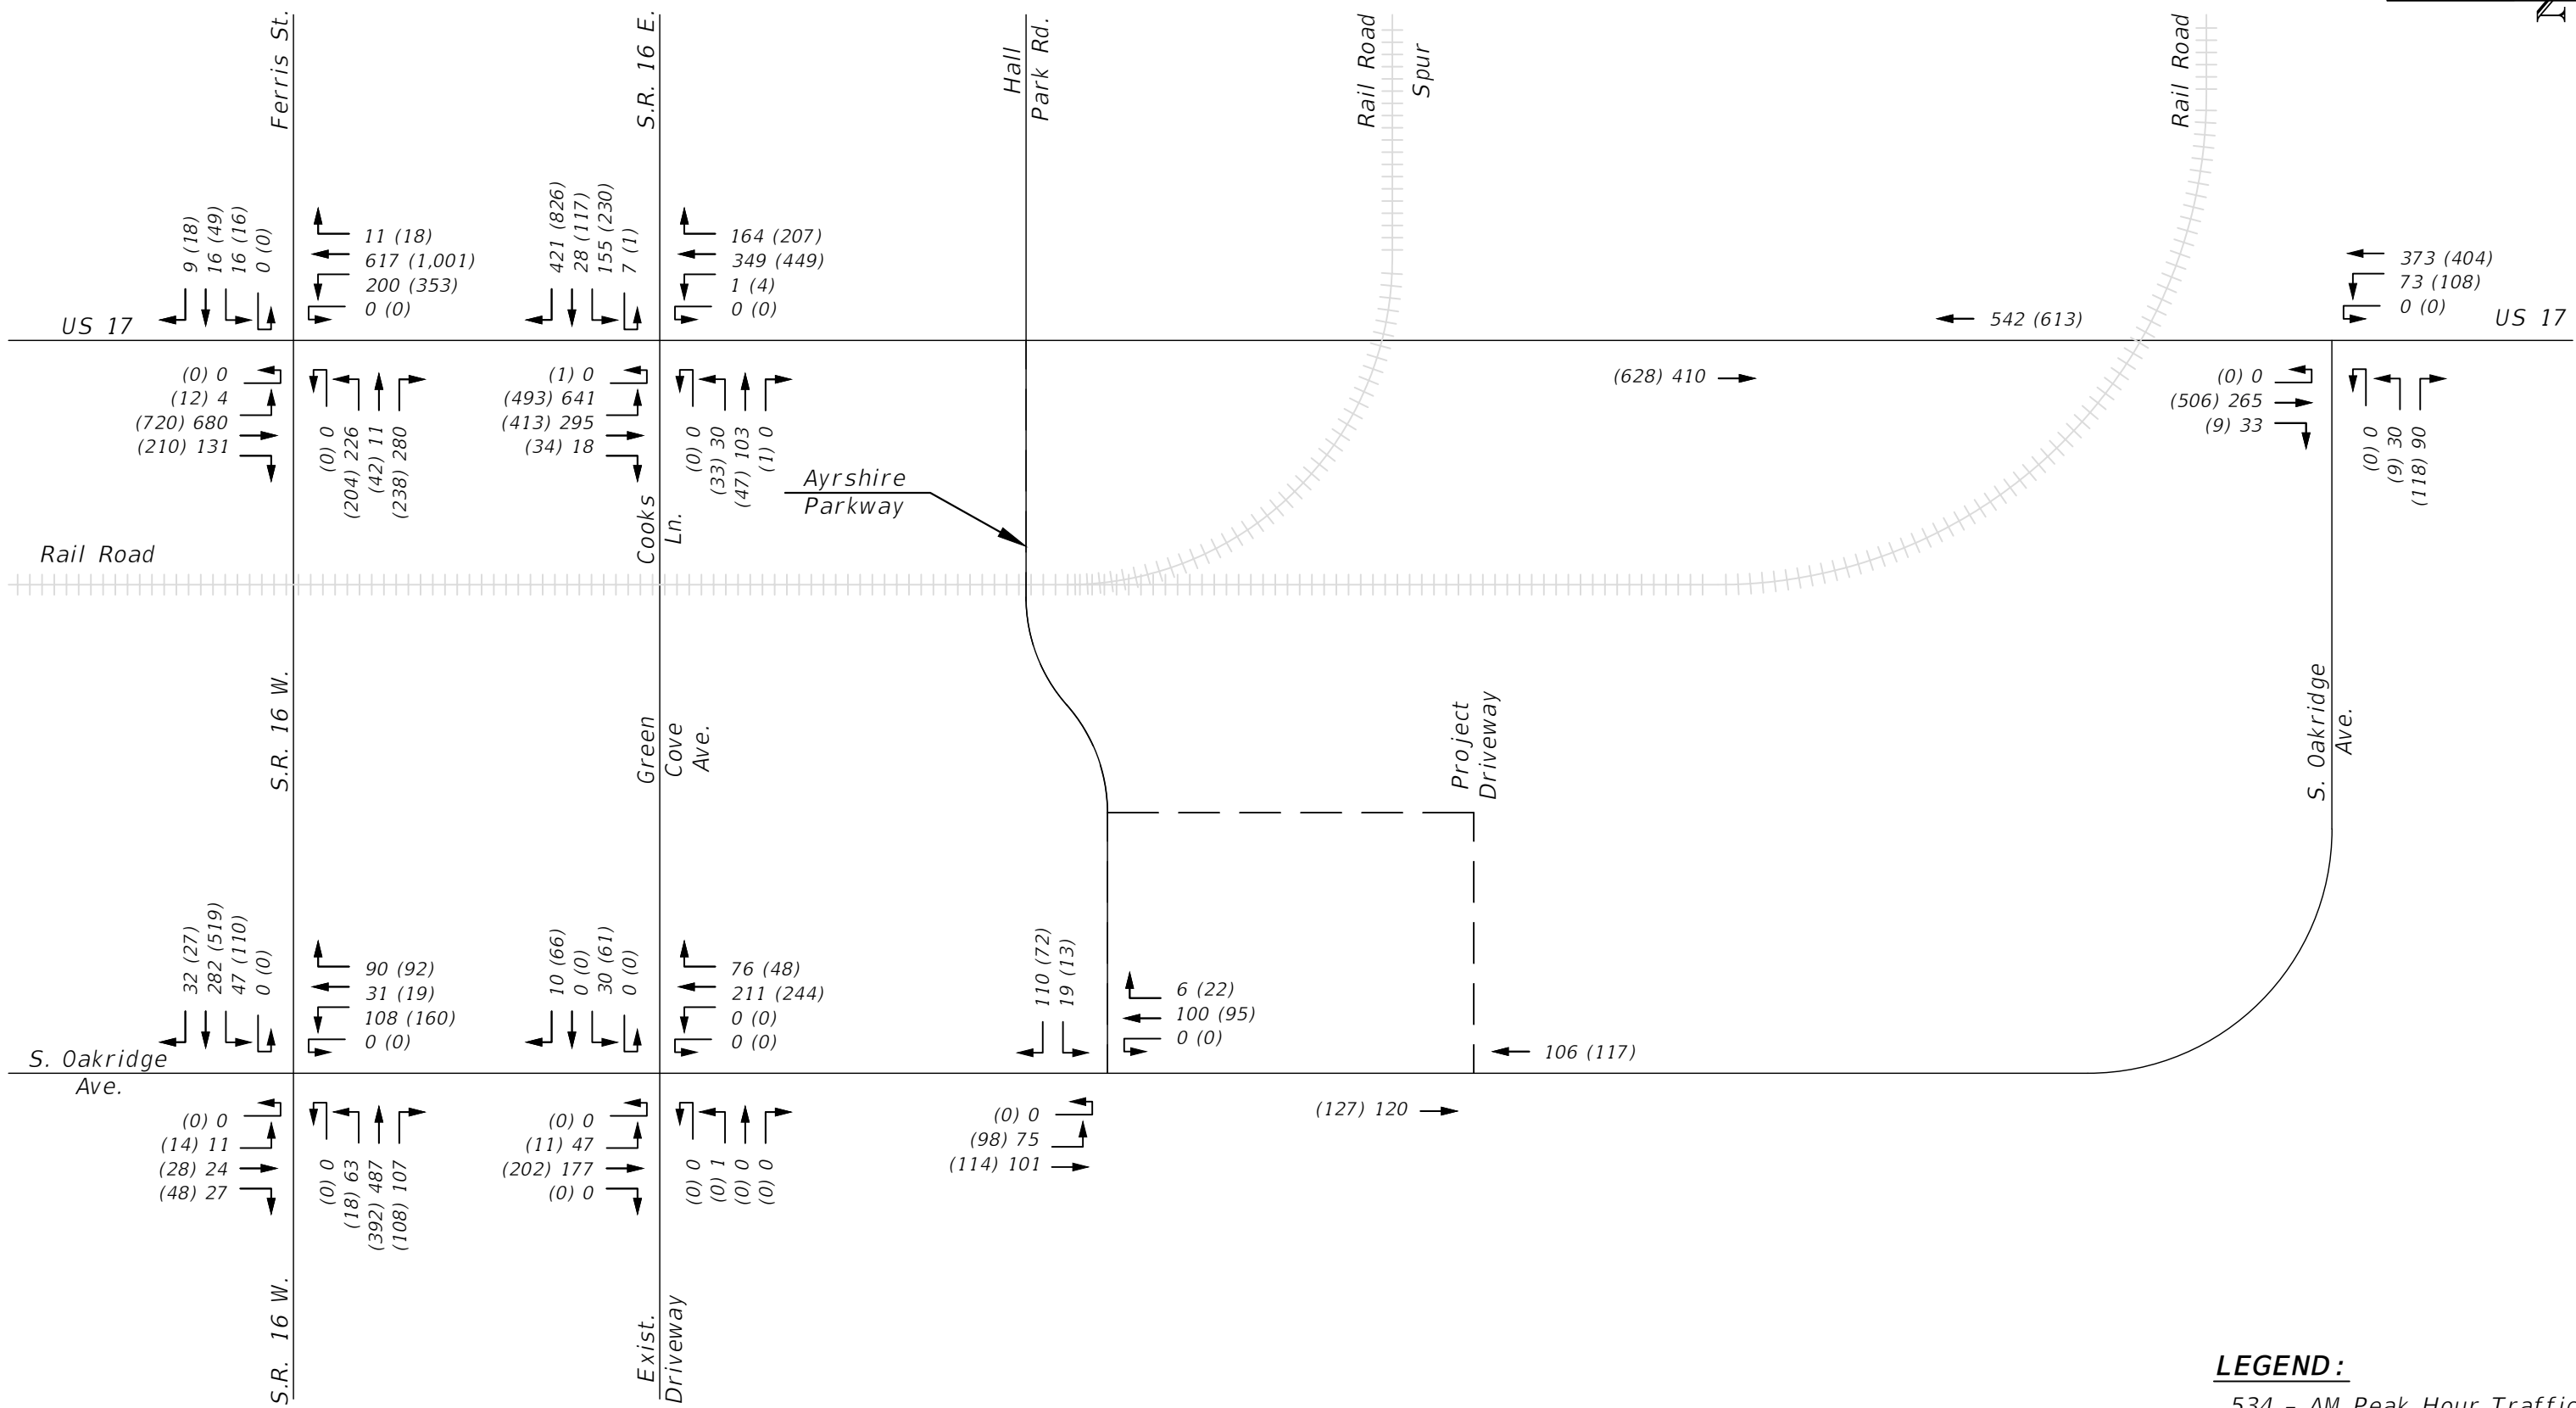 Ferris St.
S.R. 16 E.
Hall
Park Rd.
Rail Road
Spur
Rail Road
N
9 (18)
16 (49)
16 (16)
0 (0)
11 (18)
617 (1,001)
200 (353)
0 (0)
421 (826)
28 (117)
155 (230)
7 (1)
164 (207)
349 (449)
1 (4)
0 (0)
373 (404)
73 (108)
0 (0)
US 17
542 (613)
US 17
(0) 0
(12) 4
(720) 680
(210) 131
(0) 0
(204) 226
(42) 11
(238) 280
(1) 0
(493) 641
(413) 295
(34) 18
(0) 0
(33) 30
(47) 103
(1) 0
(628) 410
(0) 0
(506) 265
(9) 33
(0) 0
(9) 30
(118) 90
Ayrshire
Parkway
Cooks
Ln.
Rail Road
S.R. 16 W.
Green
Cove
Ave.
Project
Driveway
S. Oakridge
Ave.
32 (27)
282 (519)
47 (110)
0 (0)
90 (92)
31 (19)
108 (160)
0 (0)
10 (66)
0 (0)
30 (61)
0 (0)
76 (48)
211 (244)
0 (0)
0 (0)
110 (72)
19 (13)
6 (22)
100 (95)
0 (0)
106 (117)
S. Oakridge
Ave.
(0) 0
(14) 11
(28) 24
(48) 27
(0) 0
(18) 63
(392) 487
(108) 107
(0) 0
(11) 47
(202) 177
(0) 0
(0) 0
(0) 1
(0) 0
(0) 0
(0) 0
(98) 75
(114) 101
(127) 120
S.R. 16 W.
Exist.
Driveway
LEGEND:
534 - AM Peak Hour Traffic